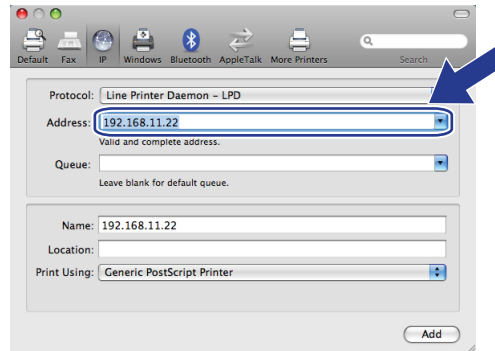 Default Fax IP Windows Bluetooth AppleTalk More Printers Search
Protocol: Line Printer Daemon – LPD
Address: 192.168.11.22
Valid and complete address.
Queue:
Leave blank for default queue.
Name: 192.168.11.22
Location:
Print Using: Generic PostScript Printer
Add